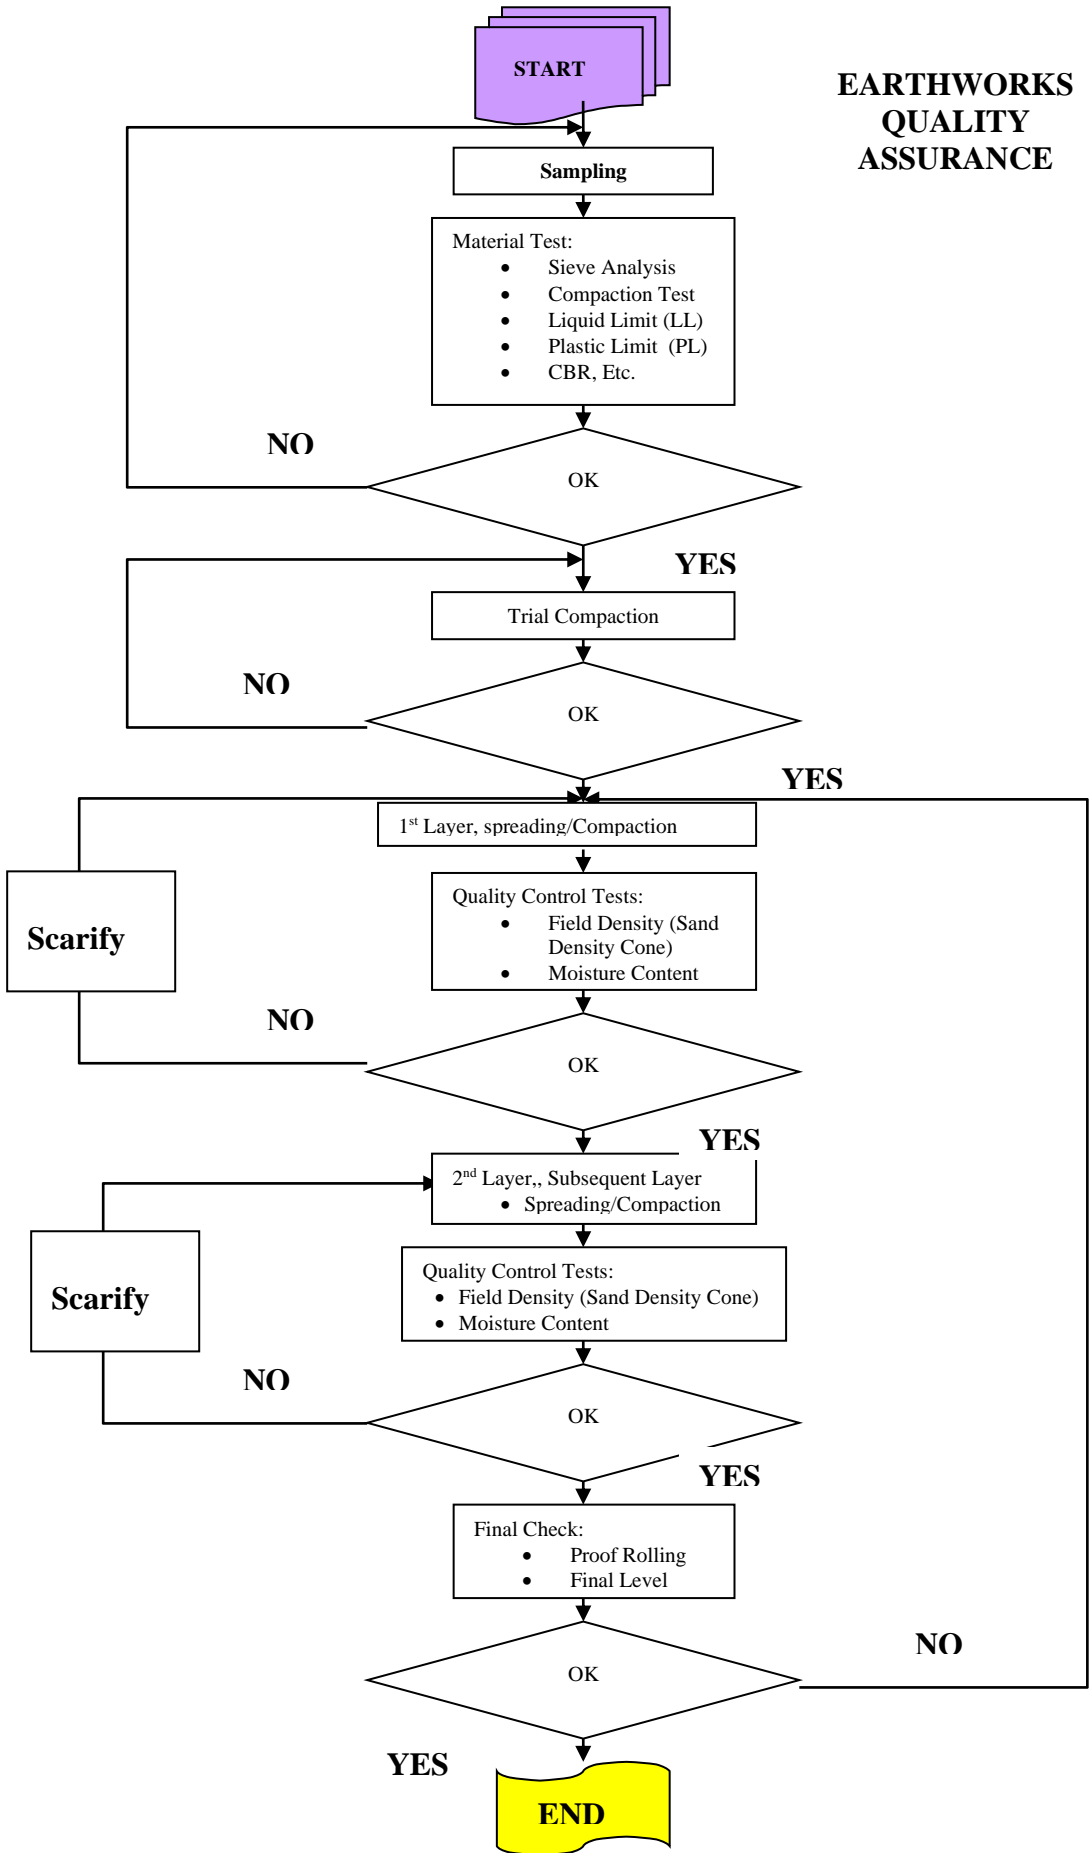 START
EARTHWORKS
QUALITY
ASSURANCE
Sampling
Material Test:
• Sieve Analysis
• Compaction Test
• Liquid Limit (LL)
• Plastic Limit (PL)
• CBR, Etc.
NO
OK
YES
Trial Compaction
NO
OK
YES
1st Layer, spreading/Compaction
Quality Control Tests:
• Field Density (Sand
Density Cone)
• Moisture Content
Scarify
NO
OK
YES
2nd Layer,, Subsequent Layer
• Spreading/Compaction
Quality Control Tests:
• Field Density (Sand Density Cone)
• Moisture Content
Scarify
NO
OK
YES
Final Check:
• Proof Rolling
• Final Level
NO
OK
YES
END